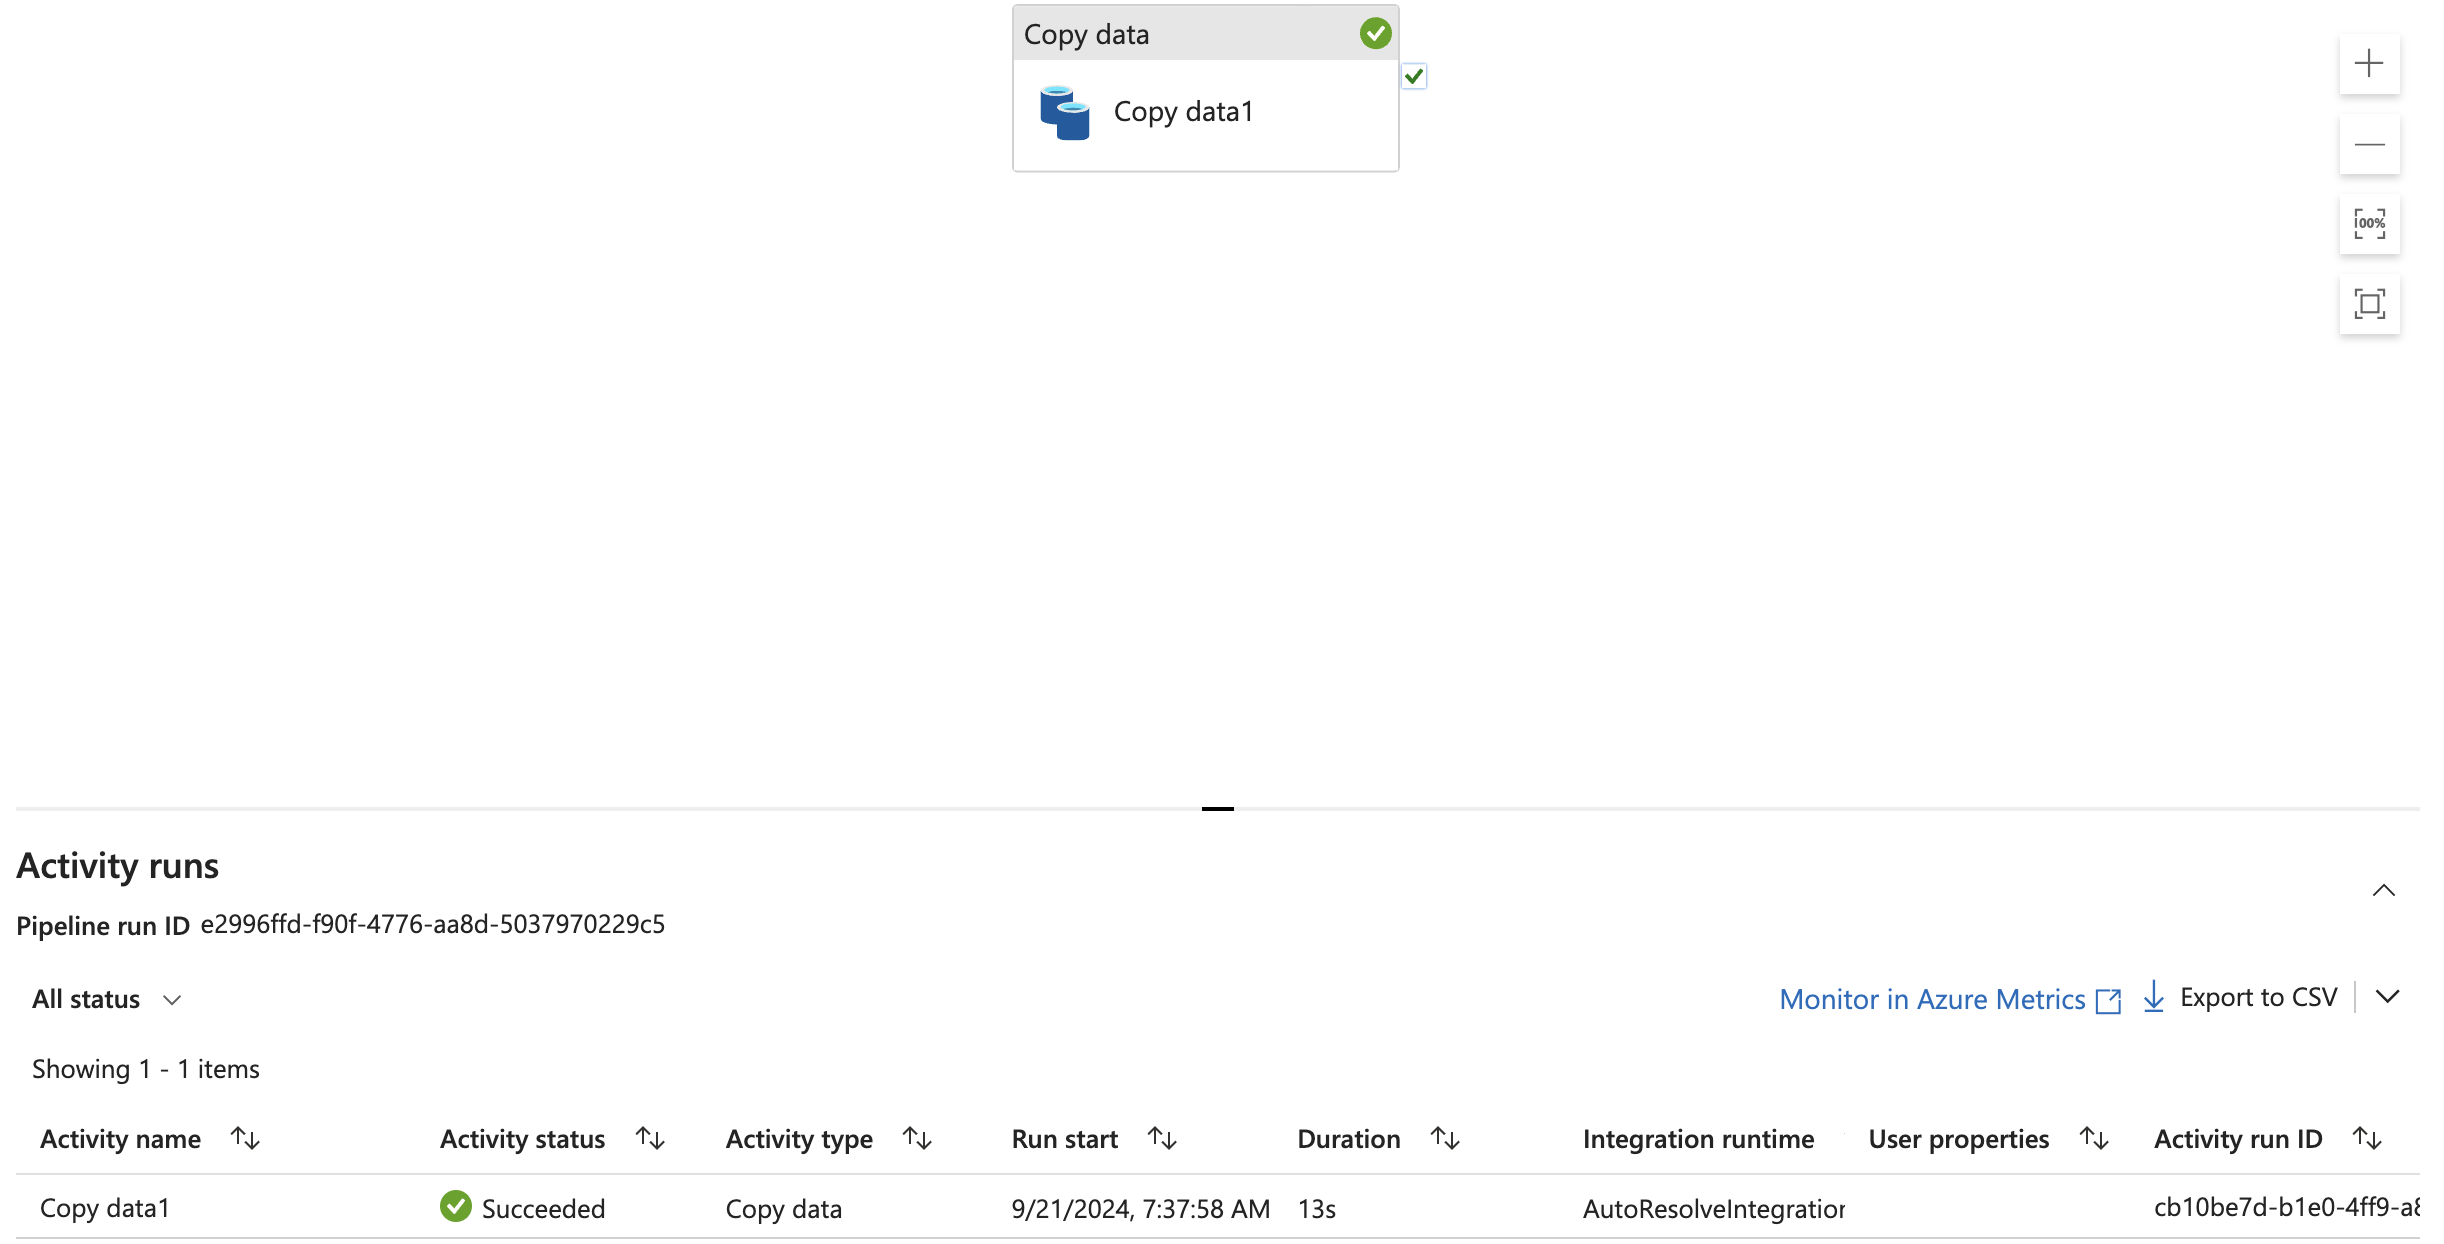 Copy data
Copy data1
100%
Activity runs
Pipeline run ID e2996ffd-f90f-4776-aa8d-5037970229c5
All status
Monitor in Azure Metrics Export to CSV
Showing 1 - 1 items
Activity name Activity status Activity type Run start Duration Integration runtime User properties Activity run ID
Copy data1 Succeeded Copy data 9/21/2024, 7:37:58 AM 13s AutoResolveIntegration cb10be7d-b1e0-4ff9-a8